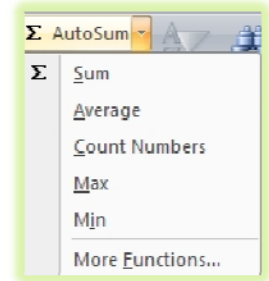 Σ AutoSum
Σ Sum
Average
Count Numbers
Max
Min
More Functions...